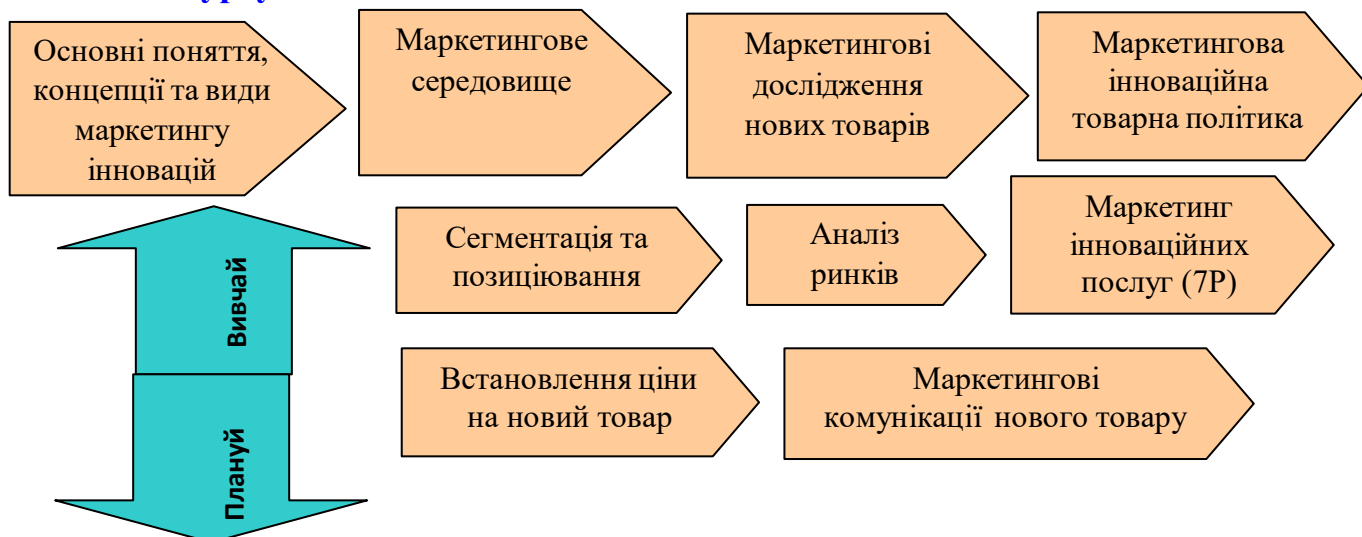 Основні поняття,
концепції та види
маркетингу
інновацій
Маркетингове
середовище
Маркетингові
дослідження
нових товарів
Маркетингова
інноваційна
товарна політика
Сегментація та
позиціювання
Аналіз
ринків
Маркетинг
інноваційних
послуг (7Р)
Встановлення ціни
на новий товар
Маркетингові
комунікації нового товару
Вивчай
Плануй